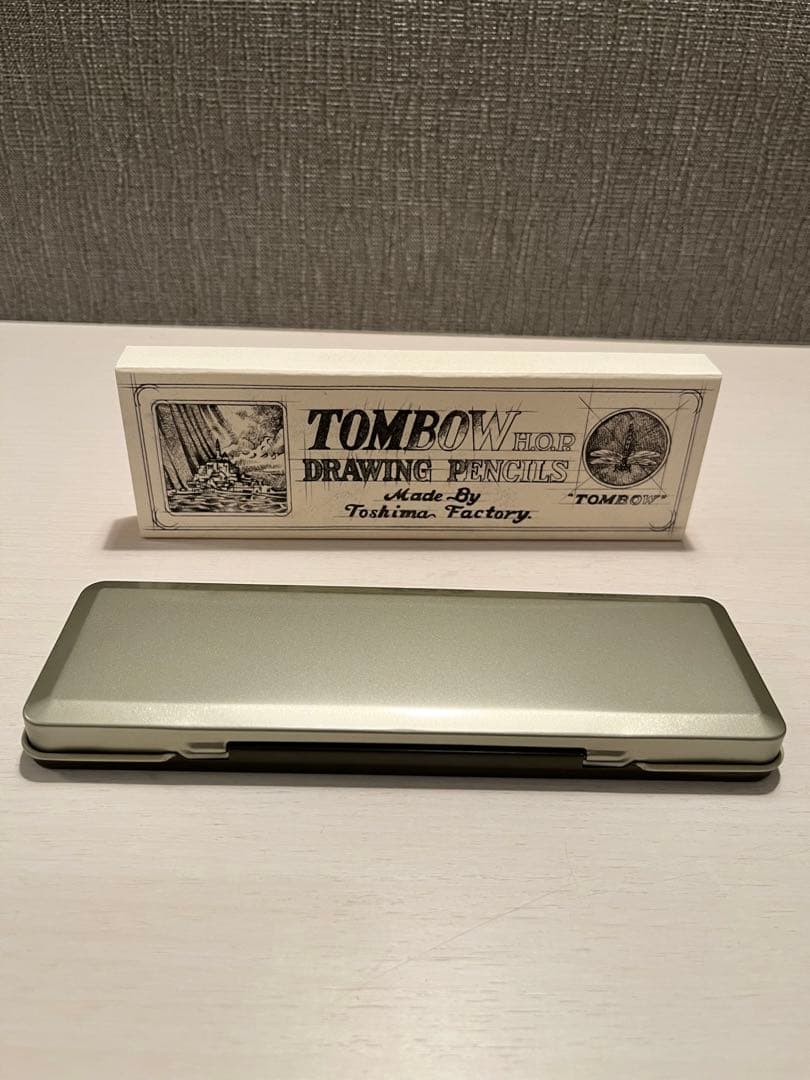 TOMBOW H.O.P.
DRAWING PENCILS
Made By
Toshima Factory.
"TOMBOW"